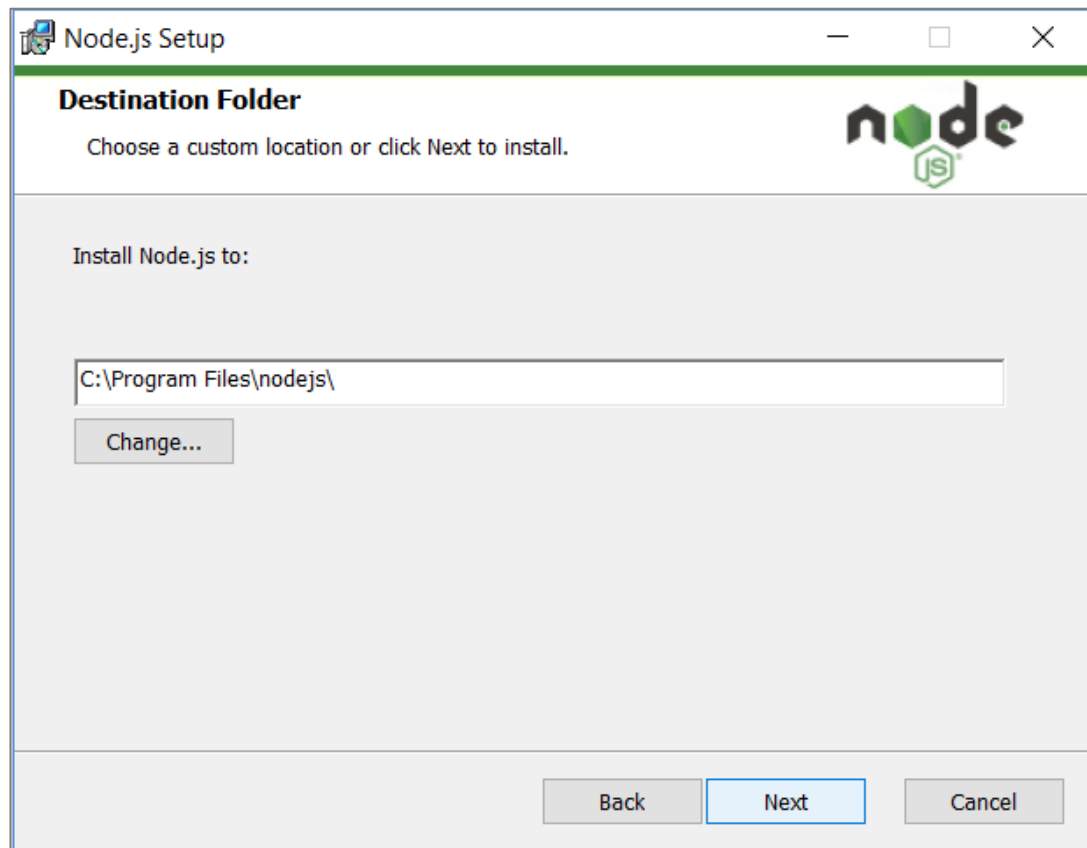 Node.js Setup
Destination Folder
Choose a custom location or click Next to install.
node
JS
Install Node.js to:
C:\Program Files\nodejs\
Change...
Back
Next
Cancel